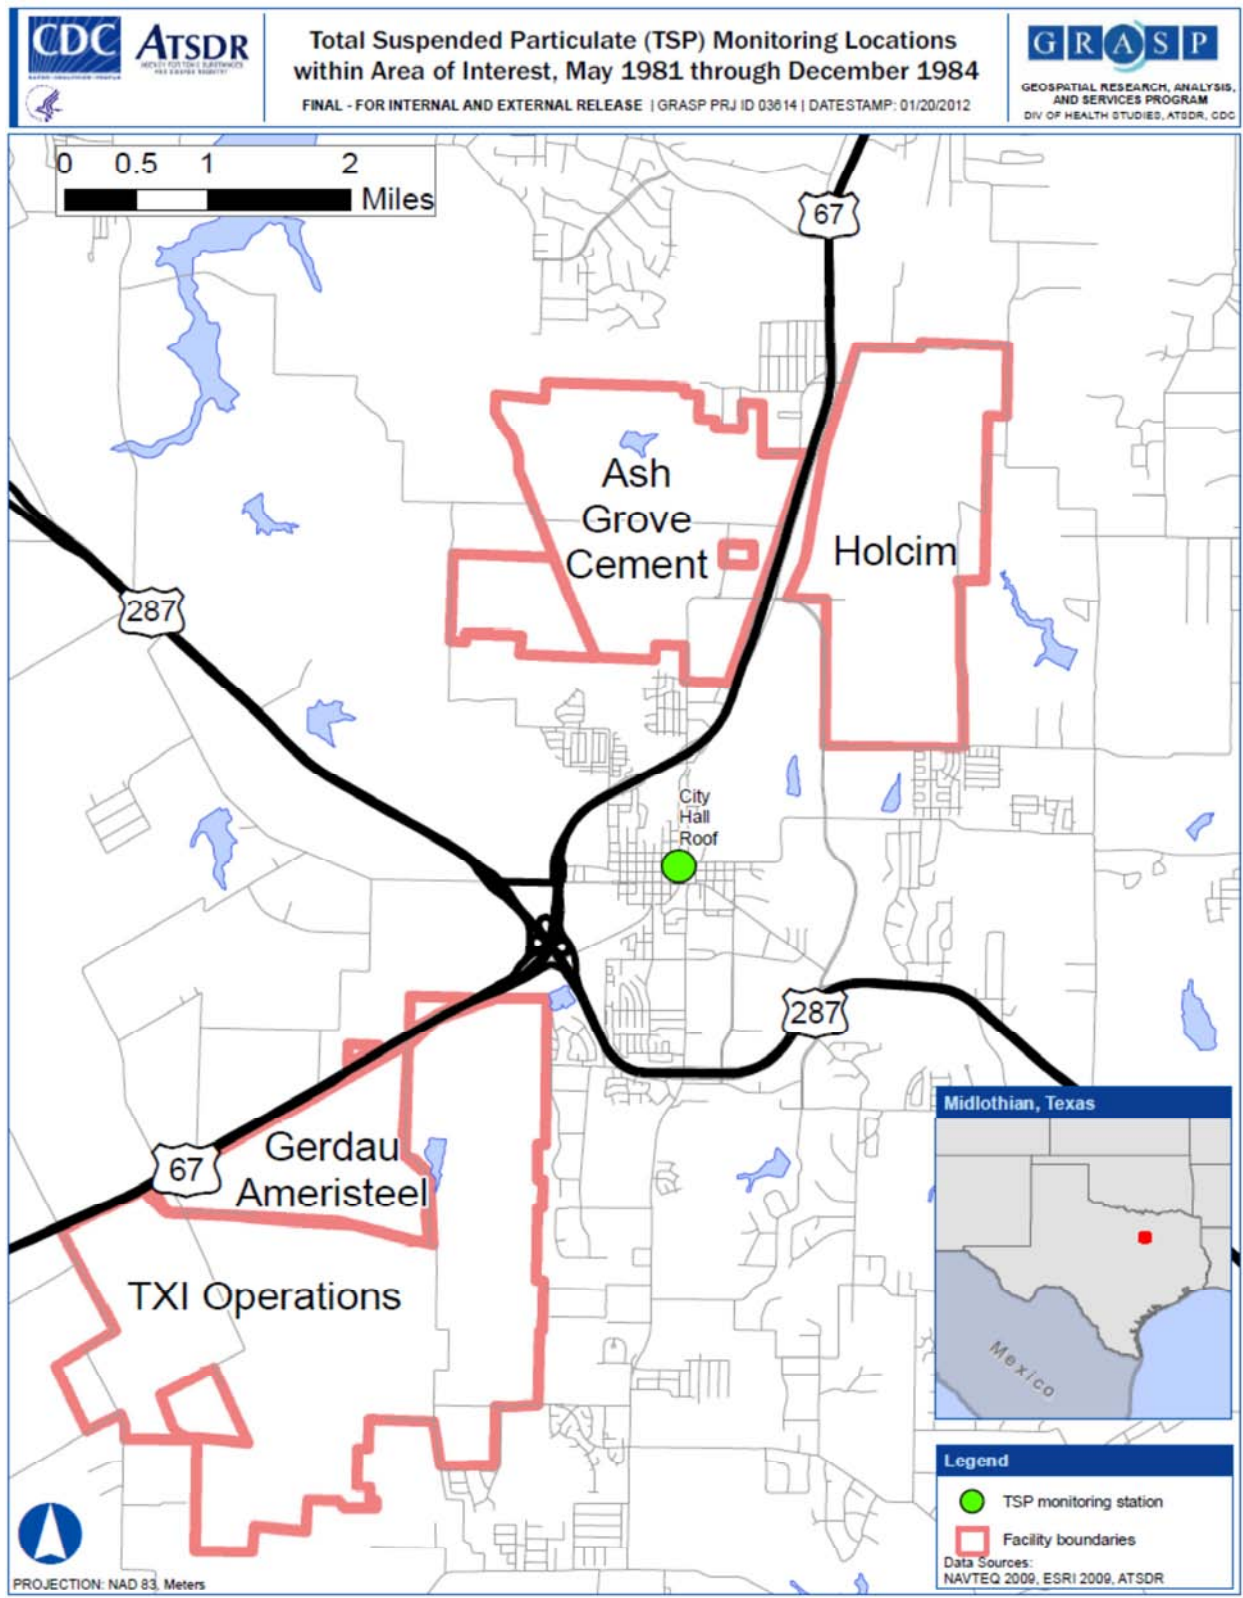 CDC
ATSDR
Total Suspended Particulate (TSP) Monitoring Locations
within Area of Interest, May 1981 through December 1984
FINAL - FOR INTERNAL AND EXTERNAL RELEASE | GRASP PRJ ID 03614 | DATESTAMP: 01/20/2012
GRASP
GEOSPATIAL RESEARCH, ANALYSIS,
AND SERVICES PROGRAM
DIV OF HEALTH STUDIES, ATSDR, CDC
0 0.5 1 2
Miles
67
Ash
Grove
Cement
Holcim
287
City
Hall
Roof
287
Gerdau
Ameristeel
67
TXI Operations
Midlothian, Texas
Mexico
Legend
TSP monitoring station
Facility boundaries
Data Sources:
NAVTEQ 2009, ESRI 2009, ATSDR
PROJECTION: NAD 83, Meters